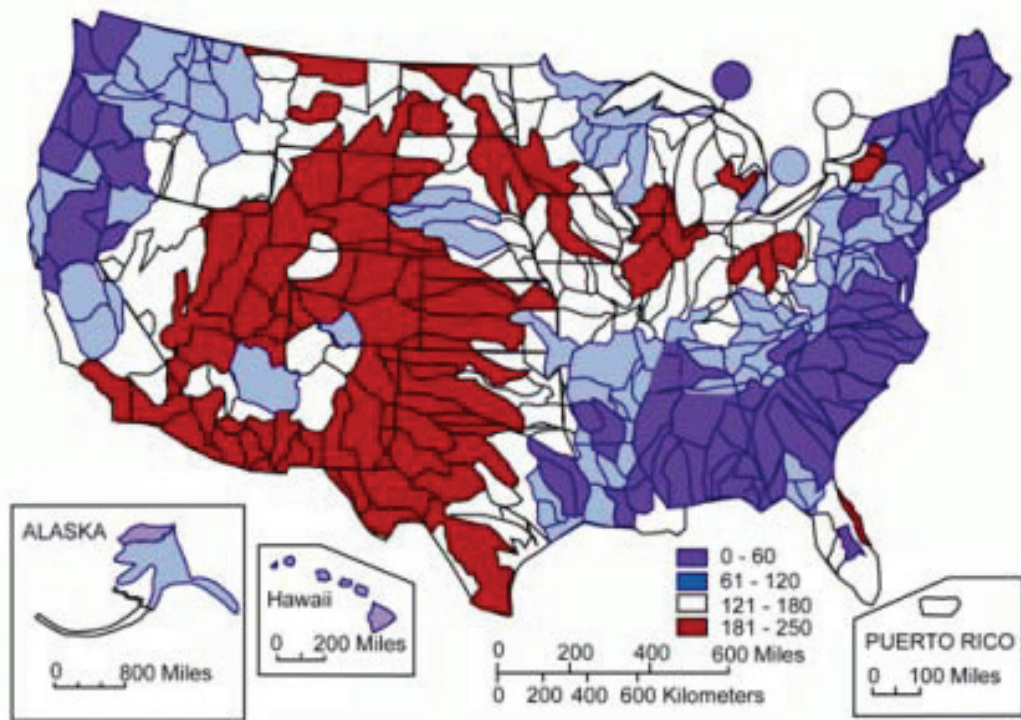 ALASKA
0 800 Miles
Hawaii
0 200 Miles
0 - 60
61 - 120
121 - 180
181 - 250
0 200 400 600 Miles
0 200 400 600 Kilometers
PUERTO RICO
0 100 Miles